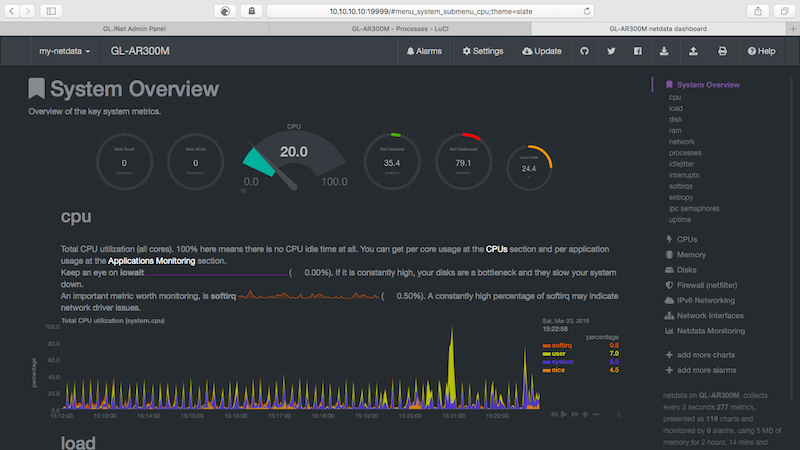 10.10.10.10:19999/#menu_system_submenu_cpu;theme=slate
GL.iNet Admin Panel
GL-AR300M - Processes - LuCI
GL-AR300M netdata dashboard
my-netdata
GL-AR300M
Alarms
Settings
Update
Help
System Overview
Overview of the key system metrics.
Disk Read
0
Disk Write
0
CPU
20.0
0.0
100.0
%
Net Inbound
35.4
Net Outbound
79.1
Used RAM
24.4
%
cpu
Total CPU utilization (all cores). 100% here means there is no CPU idle time at all. You can get per core usage at the CPUs section and per application
usage at the Applications Monitoring section.
Keep an eye on iowait ( 0.00%). If it is constantly high, your disks are a bottleneck and they slow your system
down.
An important metric worth monitoring, is softirq ( 0.50%). A constantly high percentage of softirq may indicate
network driver issues.
Total CPU utilization (system.cpu)
percentage
100.0
80.0
60.0
40.0
20.0
0.0
15:12:00
15:13:00
15:14:00
15:15:00
15:16:00
15:17:00
15:18:00
15:19:00
15:20:00
15:21:00
15:22:00
Sat, Mar 23, 2019
15:22:58
percentage
softirq 0.5
user 7.0
system 8.0
nice 4.5
load
System Overview
cpu
load
disk
ram
network
processes
idlejitter
interrupts
softirqs
entropy
ipc semaphores
uptime
CPUs
Memory
Disks
Firewall (netfilter)
IPv6 Networking
Network Interfaces
Netdata Monitoring
add more charts
add more alarms
netdata on GL-AR300M, collects
every 2 seconds 277 metrics,
presented as 119 charts and
monitored by 0 alarms, using 5 MB of
memory for 2 hours, 14 mins and